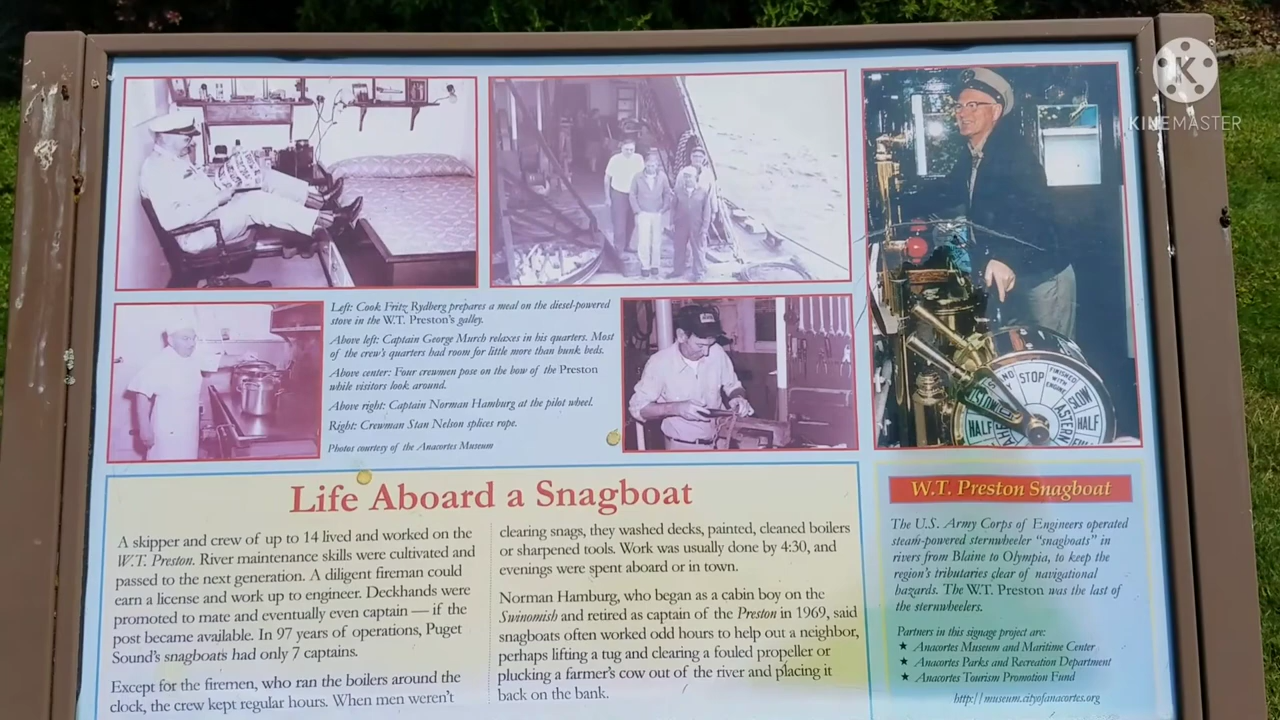 KINEMASTER
Left: Cook Fritz Rydberg prepares a meal on the diesel-powered
stove in the W.T. Preston's galley.
Above left: Captain George Murch relaxes in his quarters. Most
of the crew's quarters had room for little more than bunk beds.
Above center: Four crewmen pose on the bow of the Preston
while visitors look around.
Above right: Captain Norman Hamburg at the pilot wheel.
Right: Crewman Stan Nelson splices rope.
Photos courtesy of the Anacortes Museum
STOP
FINISHED
WITH
ENGINE
SLOW
HALF
ASTERN
HALF
Life Aboard a Snagboat
A skipper and crew of up to 14 lived and worked on the
W.T. Preston. River maintenance skills were cultivated and
passed to the next generation. A diligent fireman could
earn a license and work up to engineer. Deckhands were
promoted to mate and eventually even captain — if the
post became available. In 97 years of operations, Puget
Sound's snagboats had only 7 captains.
Except for the firemen, who ran the boilers around the
clock, the crew kept regular hours. When men weren't
clearing snags, they washed decks, painted, cleaned boilers
or sharpened tools. Work was usually done by 4:30, and
evenings were spent aboard or in town.
Norman Hamburg, who began as a cabin boy on the
Swinomish and retired as captain of the Preston in 1969, said
snagboats often worked odd hours to help out a neighbor,
perhaps lifting a tug and clearing a fouled propeller or
plucking a farmer's cow out of the river and placing it
back on the bank.
W.T. Preston Snagboat
The U.S. Army Corps of Engineers operated
steam-powered sternwheeler "snagboats" in
rivers from Blaine to Olympia, to keep the
region's tributaries clear of navigational
hazards. The W.T. Preston was the last of
the sternwheelers.
Partners in this signage project are:
★ Anacortes Museum and Maritime Center
★ Anacortes Parks and Recreation Department
★ Anacortes Tourism Promotion Fund
http://museum.cityofanacortes.org